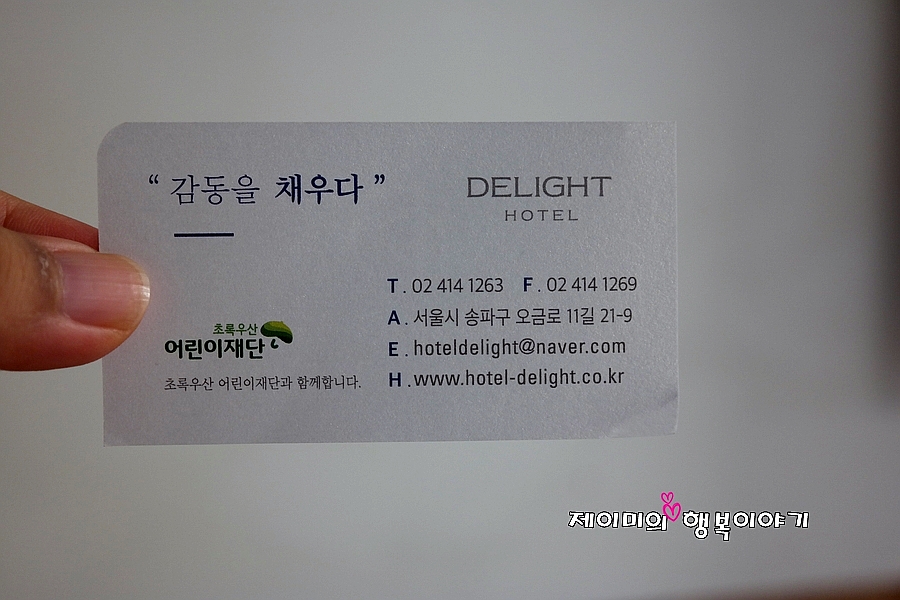 “ 감동을 채우다 ”
DELIGHT
HOTEL
T . 02 414 1263 F . 02 414 1269
A . 서울시 송파구 오금로 11길 21-9
E . hoteldelight@naver.com
H . www.hotel-delight.co.kr
초록우산
어린이재단
초록우산 어린이재단과 함께합니다.
제이미의 행복이야기